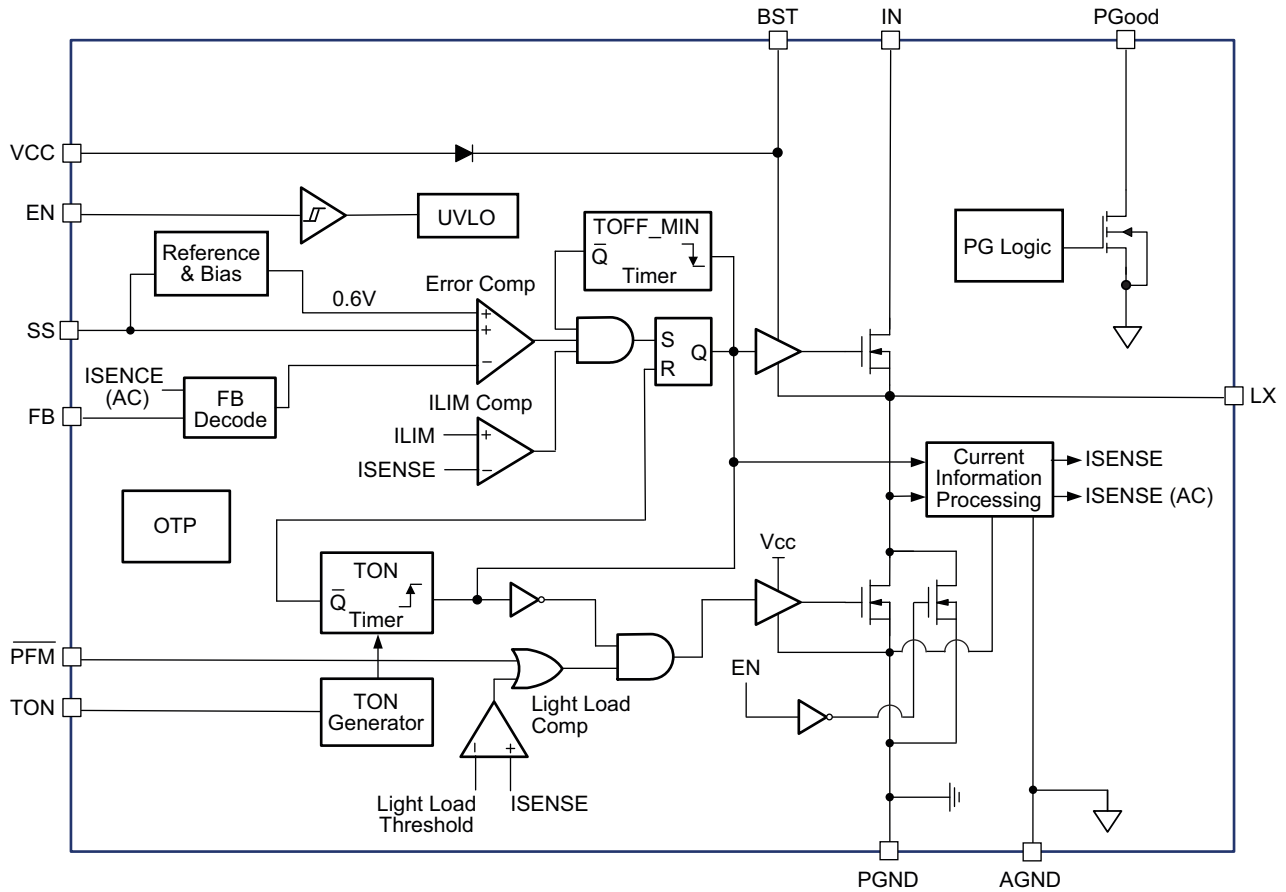 BST
IN
PGood
VCC
EN
UVLO
TOFF_MIN
Q̅
Timer
PG Logic
Reference
& Bias
0.6V
Error Comp
+
+
−
SS
S
R
Q
ISENCE
(AC)
FB
Decode
FB
ILIM Comp
ILIM
+
ISENSE
−
LX
Current
Information
Processing
ISENSE
ISENSE (AC)
OTP
TON
Q̅
Timer
Vcc
P̅F̅M̅
TON
TON
Generator
Light Load
Comp
−
+
Light Load
Threshold
ISENSE
EN
PGND
AGND